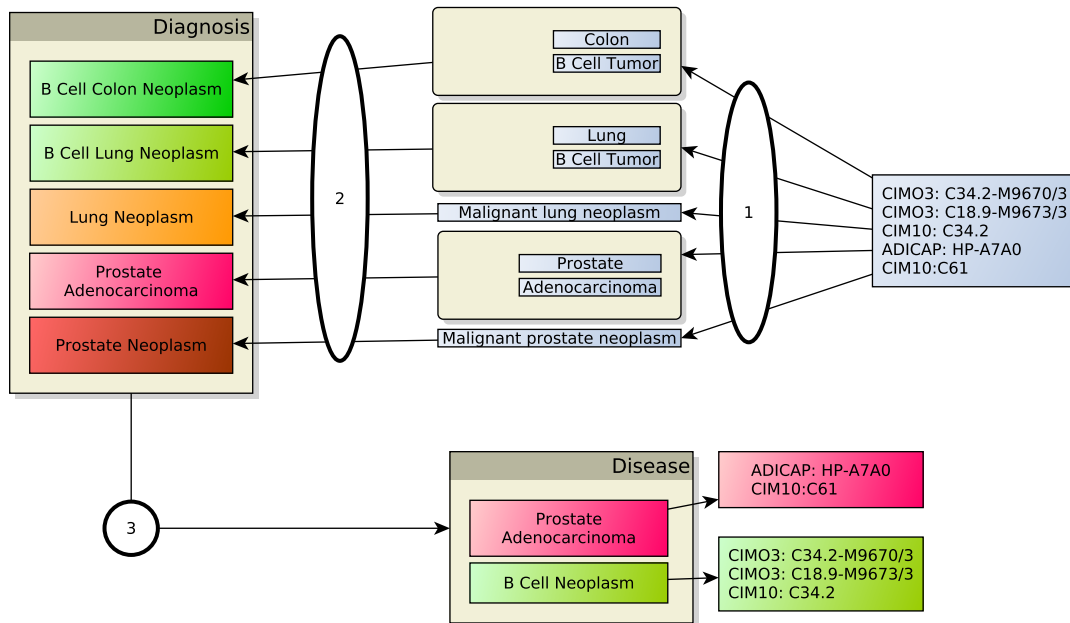 Diagnosis
B Cell Colon Neoplasm
B Cell Lung Neoplasm
Lung Neoplasm
Prostate
Adenocarcinoma
Prostate Neoplasm
2
Colon
B Cell Tumor
Lung
B Cell Tumor
Malignant lung neoplasm
Prostate
Adenocarcinoma
Malignant prostate neoplasm
1
CIMO3: C34.2-M9670/3
CIMO3: C18.9-M9673/3
CIM10: C34.2
ADICAP: HP-A7A0
CIM10:C61
3
Disease
Prostate
Adenocarcinoma
B Cell Neoplasm
ADICAP: HP-A7A0
CIM10:C61
CIMO3: C34.2-M9670/3
CIMO3: C18.9-M9673/3
CIM10: C34.2